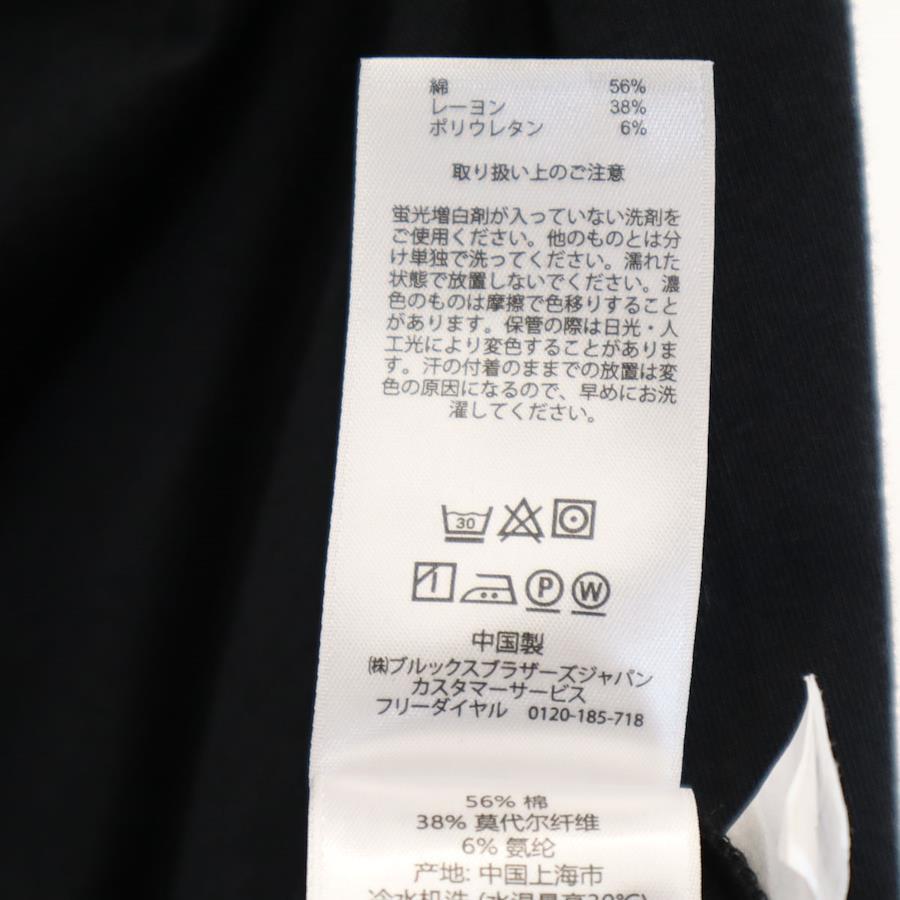 綿 56%
レーヨン 38%
ポリウレタン 6%
取り扱い上のご注意
蛍光増白剤が入っていない洗剤を
ご使用ください。他のものとは分
け単独で洗ってください。濡れた
状態で放置しないでください。濃
色のものは摩擦で色移りすること
があります。保管の際は日光・人
工光により変色することがありま
す。汗の付着のままでの放置は変
色の原因になるので、早めにお洗
濯してください。
30
P W
中国製
㈱ブルックスブラザーズジャパン
カスタマーサービス
フリーダイヤル 0120-185-718
56% 棉
38% 莫代尔纤维
6% 氨纶
产地: 中国上海市
冷水机洗 (水温最高30°C)